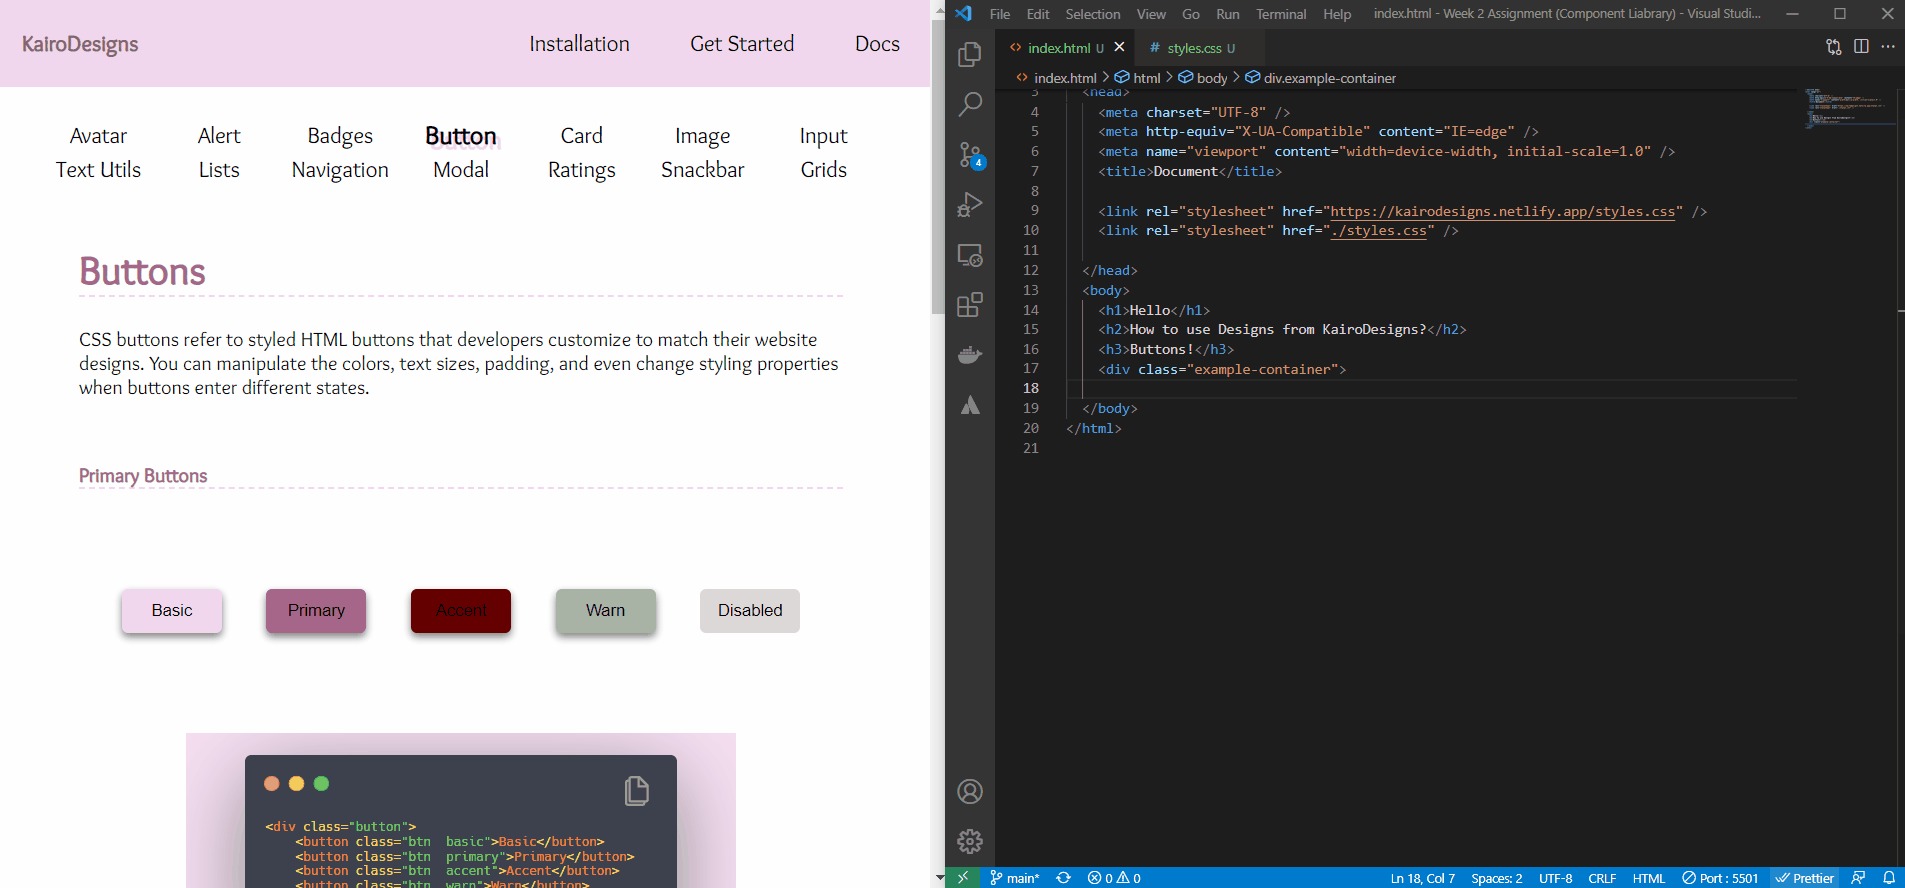 KairoDesigns
Installation
Get Started
Docs
Avatar
Alert
Badges
Button
Card
Image
Input
Text Utils
Lists
Navigation
Modal
Ratings
Snackbar
Grids
Buttons
CSS buttons refer to styled HTML buttons that developers customize to match their website
designs. You can manipulate the colors, text sizes, padding, and even change styling properties
when buttons enter different states.
Primary Buttons
Basic
Primary
Accent
Warn
Disabled
<div class="button">
<button class="btn  basic">Basic</button>
<button class="btn  primary">Primary</button>
<button class="btn  accent">Accent</button>
<button class="btn  warn">Warn</button>
File Edit Selection View Go Run Terminal Help
index.html - Week 2 Assignment (Component Liabrary) - Visual Studi...
index.html U
# styles.css U
index.html > html > body > div.example-container
3 <head>
4 <meta charset="UTF-8" />
5 <meta http-equiv="X-UA-Compatible" content="IE=edge" />
6 <meta name="viewport" content="width=device-width, initial-scale=1.0" />
7 <title>Document</title>
8
9 <link rel="stylesheet" href="https://kairodesigns.netlify.app/styles.css" />
10 <link rel="stylesheet" href="./styles.css" />
11
12 </head>
13 <body>
14 <h1>Hello</h1>
15 <h2>How to use Designs from KairoDesigns?</h2>
16 <h3>Buttons!</h3>
17 <div class="example-container">
18
19 </body>
20 </html>
21
4
main* 0 0 Ln 18, Col 7 Spaces: 2 UTF-8 CRLF HTML Port : 5501 Prettier